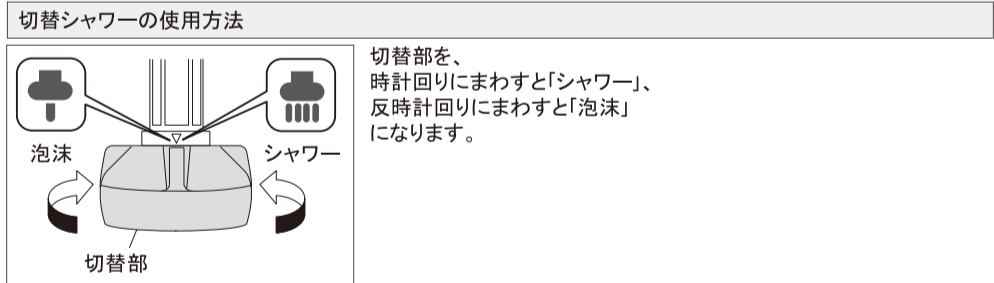 切替シャワーの使用方法
泡沫
シャワー
切替部
切替部を、
時計回りにまわすと「シャワー」、
反時計回りにまわすと「泡沫」
になります。